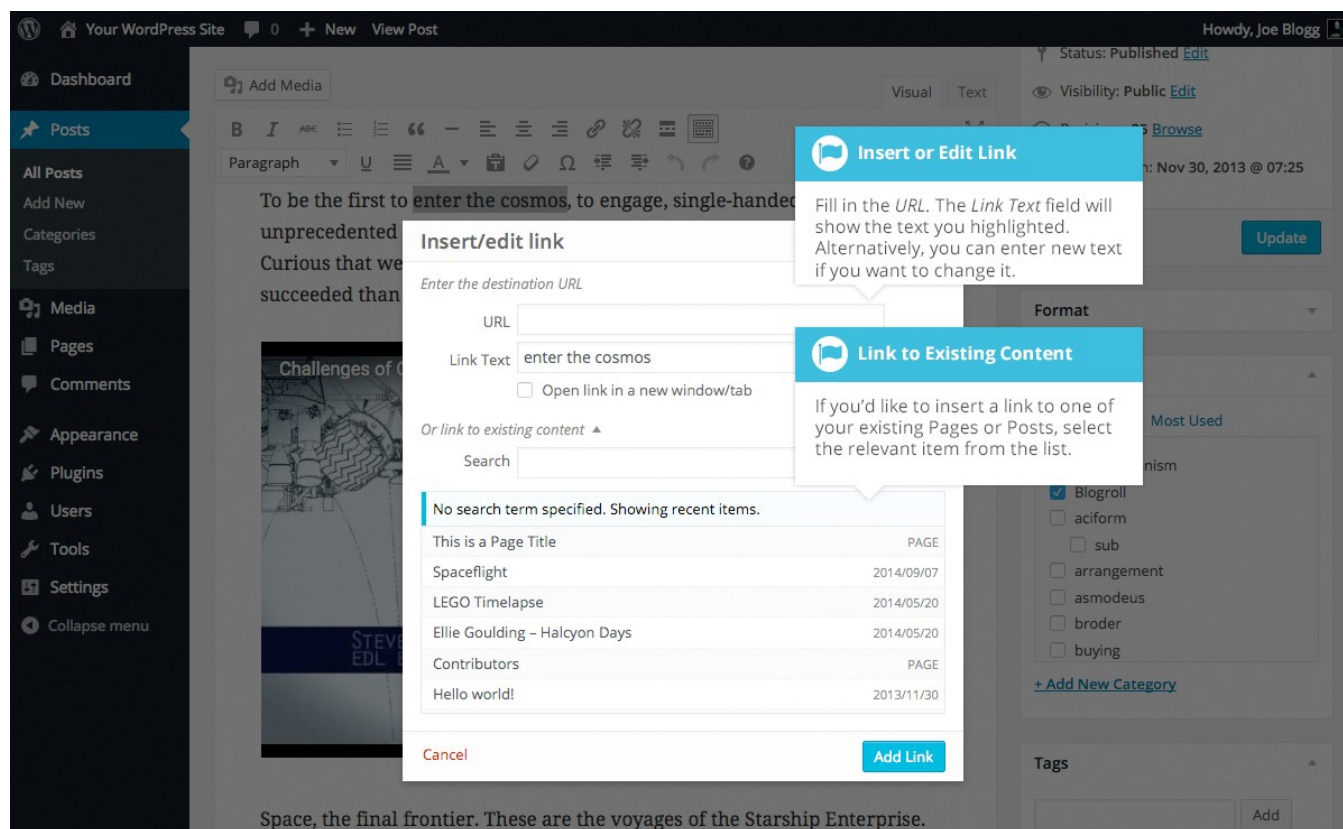 Your WordPress Site 0 + New View Post
Howdy, Joe Blogg
Dashboard
Posts
All Posts
Add New
Categories
Tags
Media
Pages
Comments
Appearance
Plugins
Users
Tools
Settings
Collapse menu
Add Media
Visual Text
B I ABC
Paragraph U A Ω
To be the first to enter the cosmos, to engage, single-handed
unprecedented
Curious that we
succeeded than
Challenges of
STEVE
EDL
Space, the final frontier. These are the voyages of the Starship Enterprise.
Insert/edit link
Enter the destination URL
URL
Link Text enter the cosmos
Open link in a new window/tab
Or link to existing content
Search
No search term specified. Showing recent items.
This is a Page Title PAGE
Spaceflight 2014/09/07
LEGO Timelapse 2014/05/20
Ellie Goulding – Halcyon Days 2014/05/20
Contributors PAGE
Hello world! 2013/11/30
Cancel
Add Link
Insert or Edit Link
Fill in the URL. The Link Text field will
show the text you highlighted.
Alternatively, you can enter new text
if you want to change it.
Link to Existing Content
If you’d like to insert a link to one of
your existing Pages or Posts, select
the relevant item from the list.
Status: Published Edit
Visibility: Public Edit
Browse
Nov 30, 2013 @ 07:25
Update
Format
Most Used
nism
Blogroll
aciform
sub
arrangement
asmodeus
broder
buying
+ Add New Category
Tags
Add